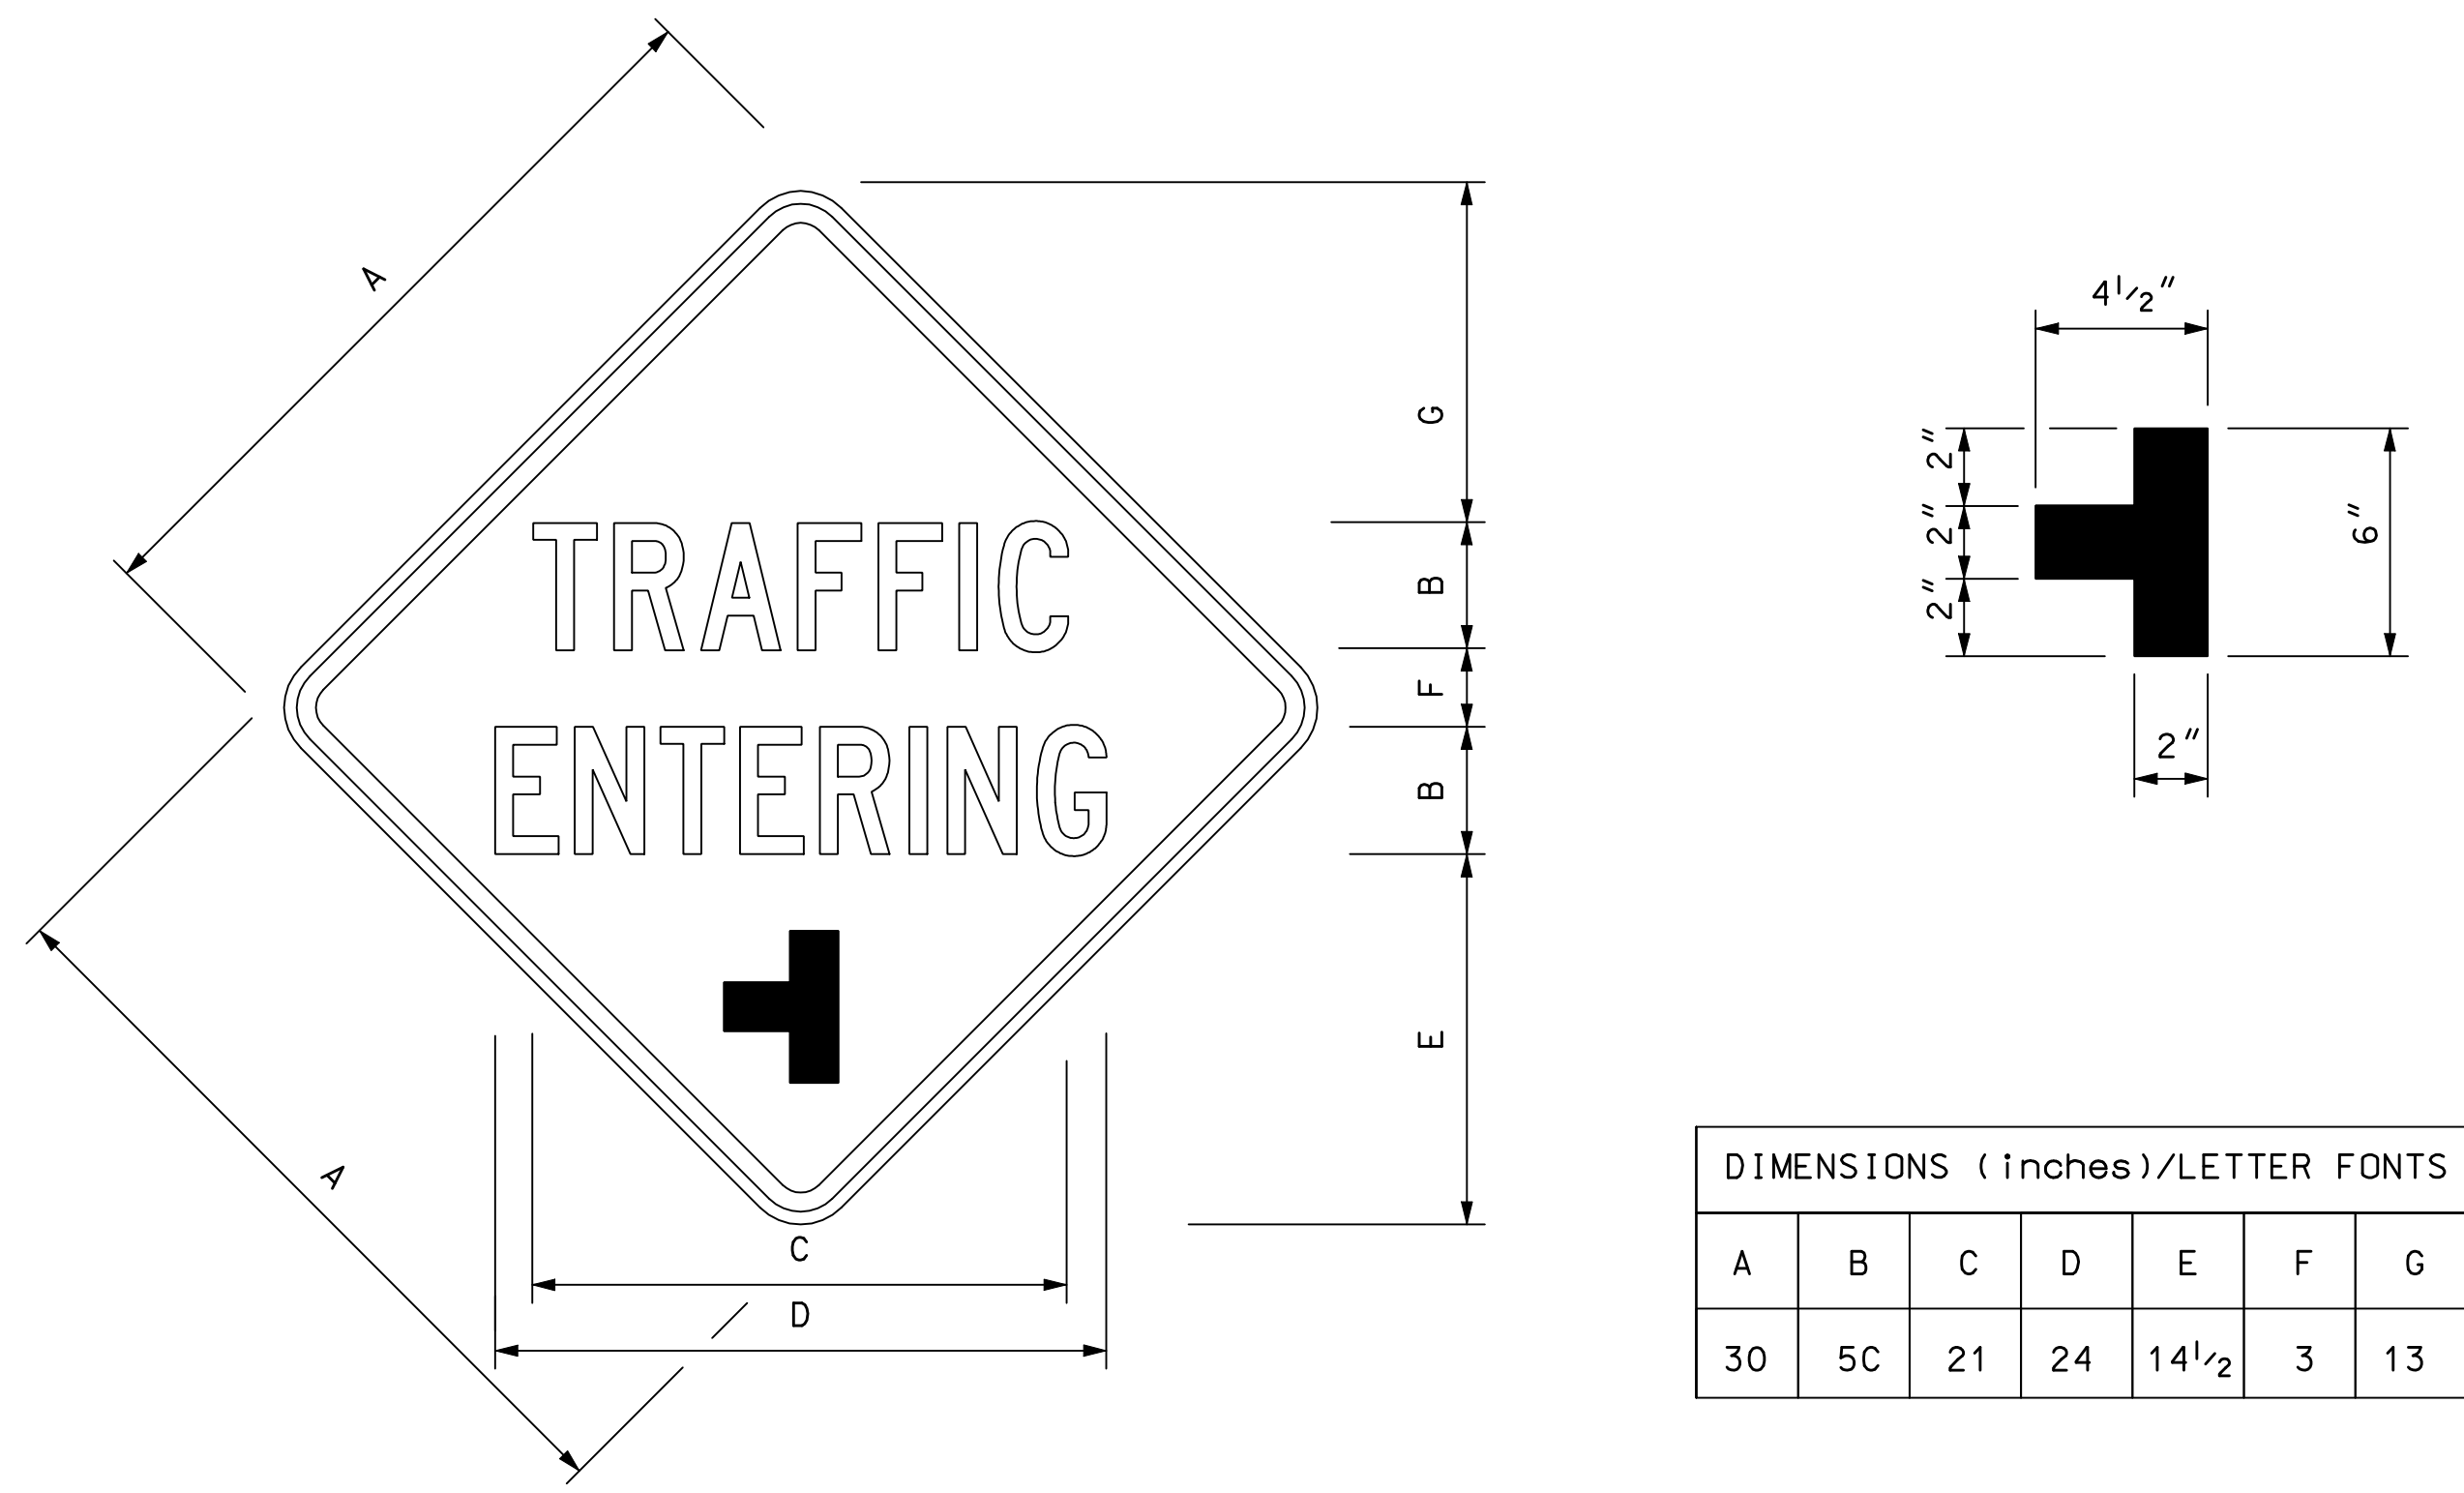 A
G
4 1/2"
2"
2"
2"
6"
TRAFFIC
B
F
ENTERING
B
2"
E
A
C
D
DIMENSIONS (inches)/LETTER FONTS
A B C D E F G
30 5C 21 24 14 1/2 3 13